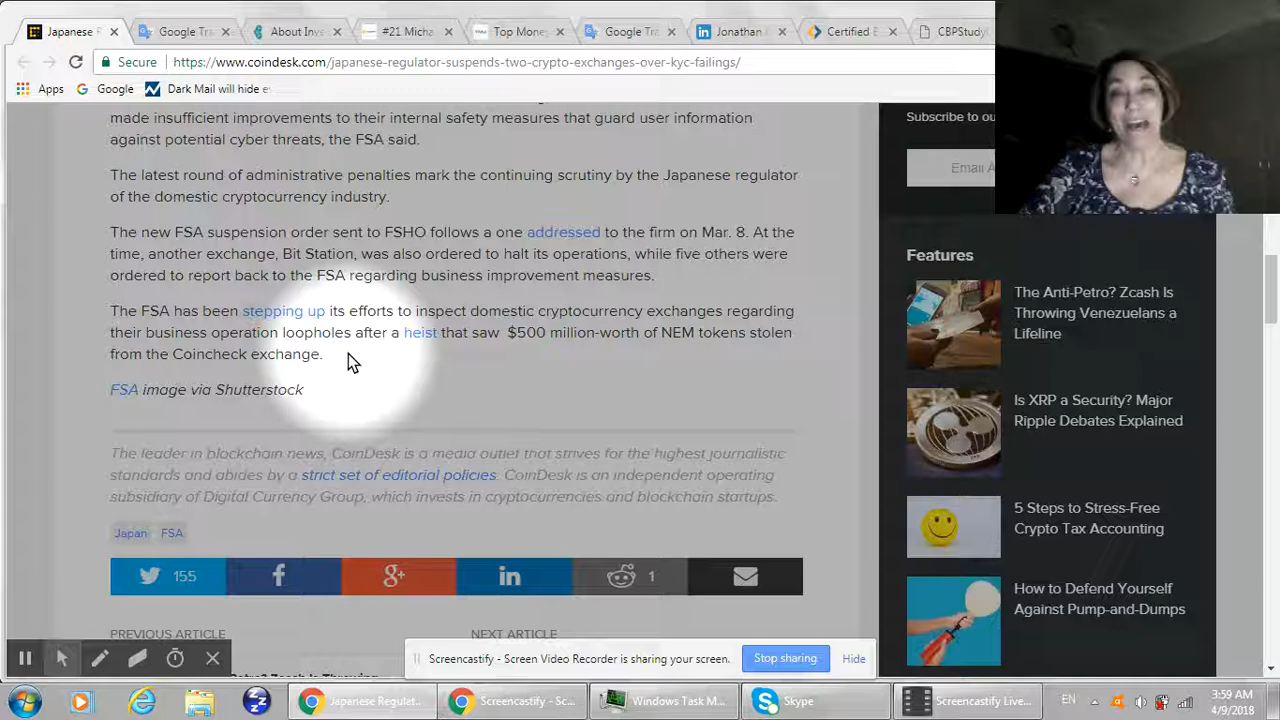 Japanese R
Google Tra
About Inve
#21 Micha
Top Money
Google Tra
Jonathan
Certified E
CBPStudy
Secure
https://www.coindesk.com/japanese-regulator-suspends-two-crypto-exchanges-over-kyc-failings/
Apps
Google
Dark Mail will hide e
made insufficient improvements to their internal safety measures that guard user information
against potential cyber threats, the FSA said.
The latest round of administrative penalties mark the continuing scrutiny by the Japanese regulator
of the domestic cryptocurrency industry.
The new FSA suspension order sent to FSHO follows a one addressed to the firm on Mar. 8. At the
time, another exchange, Bit Station, was also ordered to halt its operations, while five others were
ordered to report back to the FSA regarding business improvement measures.
The FSA has been stepping up its efforts to inspect domestic cryptocurrency exchanges regarding
their business operation loopholes after a heist that saw $500 million-worth of NEM tokens stolen
from the Coincheck exchange.
FSA image via Shutterstock
The leader in blockchain news, CoinDesk is a media outlet that strives for the highest journalistic
standards and abides by a strict set of editorial policies. CoinDesk is an independent operating
subsidiary of Digital Currency Group, which invests in cryptocurrencies and blockchain startups.
Japan
FSA
155
1
PREVIOUS ARTICLE
NEXT ARTICLE
Subscribe to ou
Email A
Features
The Anti-Petro? Zcash Is
Throwing Venezuelans a
Lifeline
Is XRP a Security? Major
Ripple Debates Explained
5 Steps to Stress-Free
Crypto Tax Accounting
How to Defend Yourself
Against Pump-and-Dumps
Screencastify - Screen Video Recorder is sharing your screen.
Stop sharing
Hide
Japanese Regulat...
Screencastify - Sc...
Windows Task M...
Skype
Screencastify Live...
EN
3:59 AM
4/9/2018